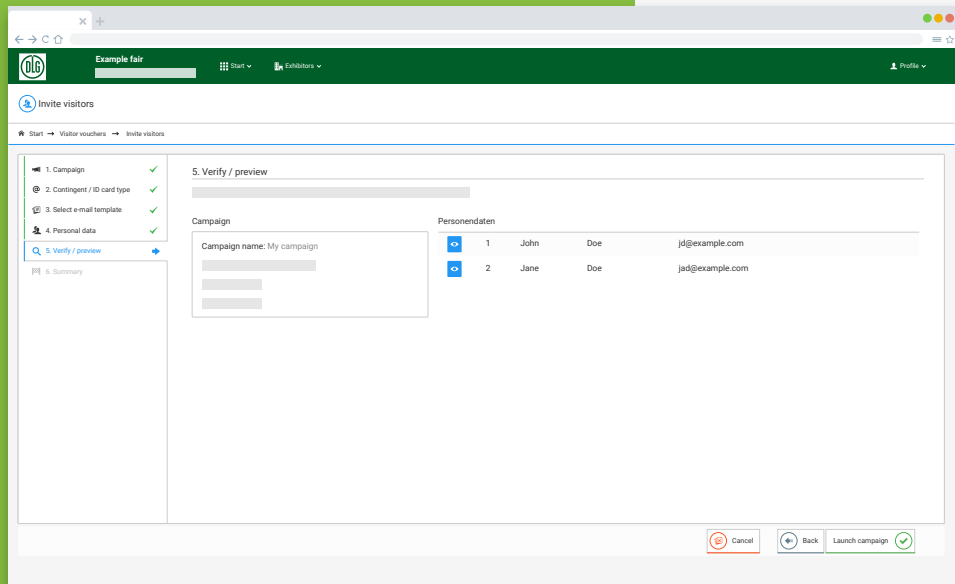 DLG
Example fair
Start
Exhibitors
Profile
Invite visitors
Start → Visitor vouchers → Invite visitors
1. Campaign
2. Contingent / ID card type
3. Select e-mail template
4. Personal data
5. Verify / preview
6. Summary
5. Verify / preview
Campaign
Campaign name: My campaign
Personendaten
1 John Doe jd@example.com
2 Jane Doe jad@example.com
Cancel
Back
Launch campaign